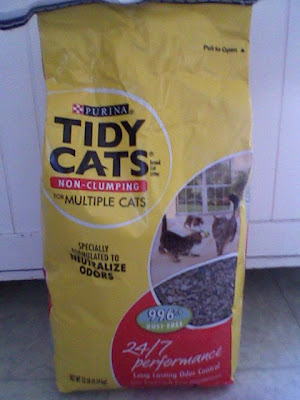 Pull to Open
PURINA
TIDY
CATS
NON-CLUMPING
FOR MULTIPLE CATS
SPECIALLY
FORMULATED TO
NEUTRALIZE
ODORS
99.6%
DUST FREE
24/7
performance
Long Lasting Odor Control